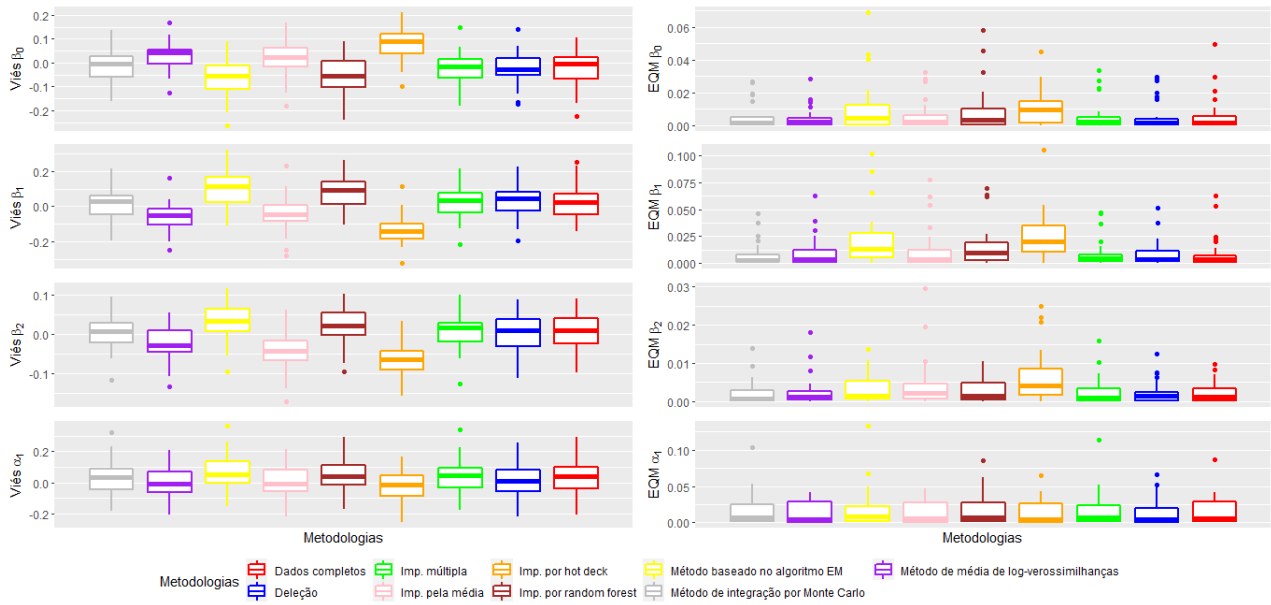 Viés β0
0.2
0.1
0.0
-0.1
-0.2
EQM β0
0.06
0.04
0.02
0.00
Viés β1
0.2
0.0
-0.2
EQM β1
0.100
0.075
0.050
0.025
0.000
Viés β2
0.1
0.0
-0.1
EQM β2
0.03
0.02
0.01
0.00
Viés α1
0.2
0.0
-0.2
EQM α1
0.10
0.05
0.00
Metodologias
Metodologias
Metodologias
Dados completos
Imp. múltipla
Imp. por hot deck
Método baseado no algoritmo EM
Método de média de log-verossimilhanças
Deleção
Imp. pela média
Imp. por random forest
Método de integração por Monte Carlo